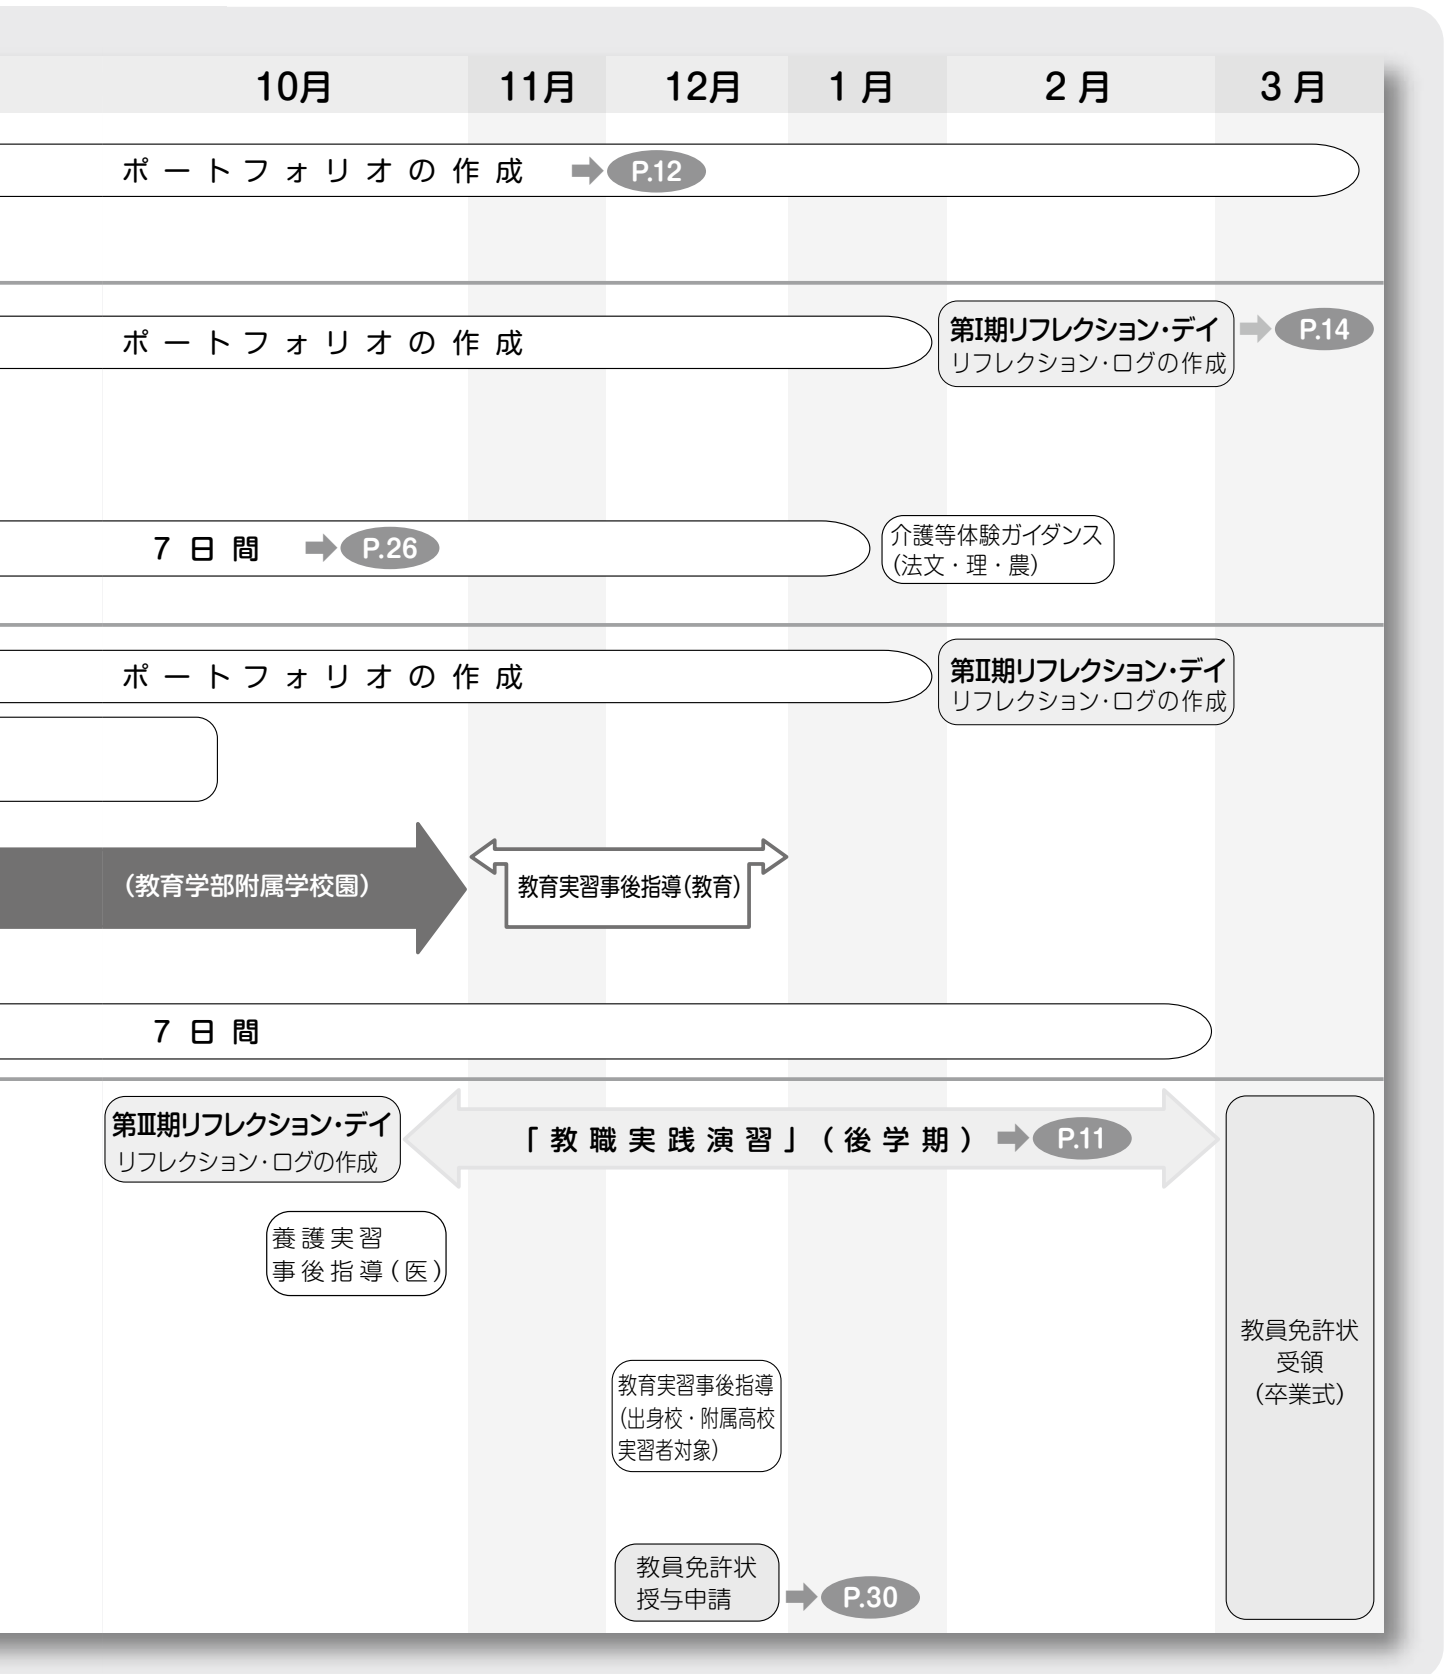 10月 11月 12月 1月 2月 3月
ポートフォリオの作成 P.12
ポートフォリオの作成
第Ⅰ期リフレクション・デイ P.14
リフレクション・ログの作成
7日間 P.26
介護等体験ガイダンス
(法文・理・農)
ポートフォリオの作成
第Ⅱ期リフレクション・デイ
リフレクション・ログの作成
(教育学部附属学校園)
教育実習事後指導(教育)
7日間
第Ⅲ期リフレクション・デイ
リフレクション・ログの作成
「教職実践演習」(後学期) P.11
養護実習
事後指導(医)
教員免許状
受領
(卒業式)
教育実習事後指導
(出身校・附属高校
実習者対象)
教員免許状
授与申請 P.30